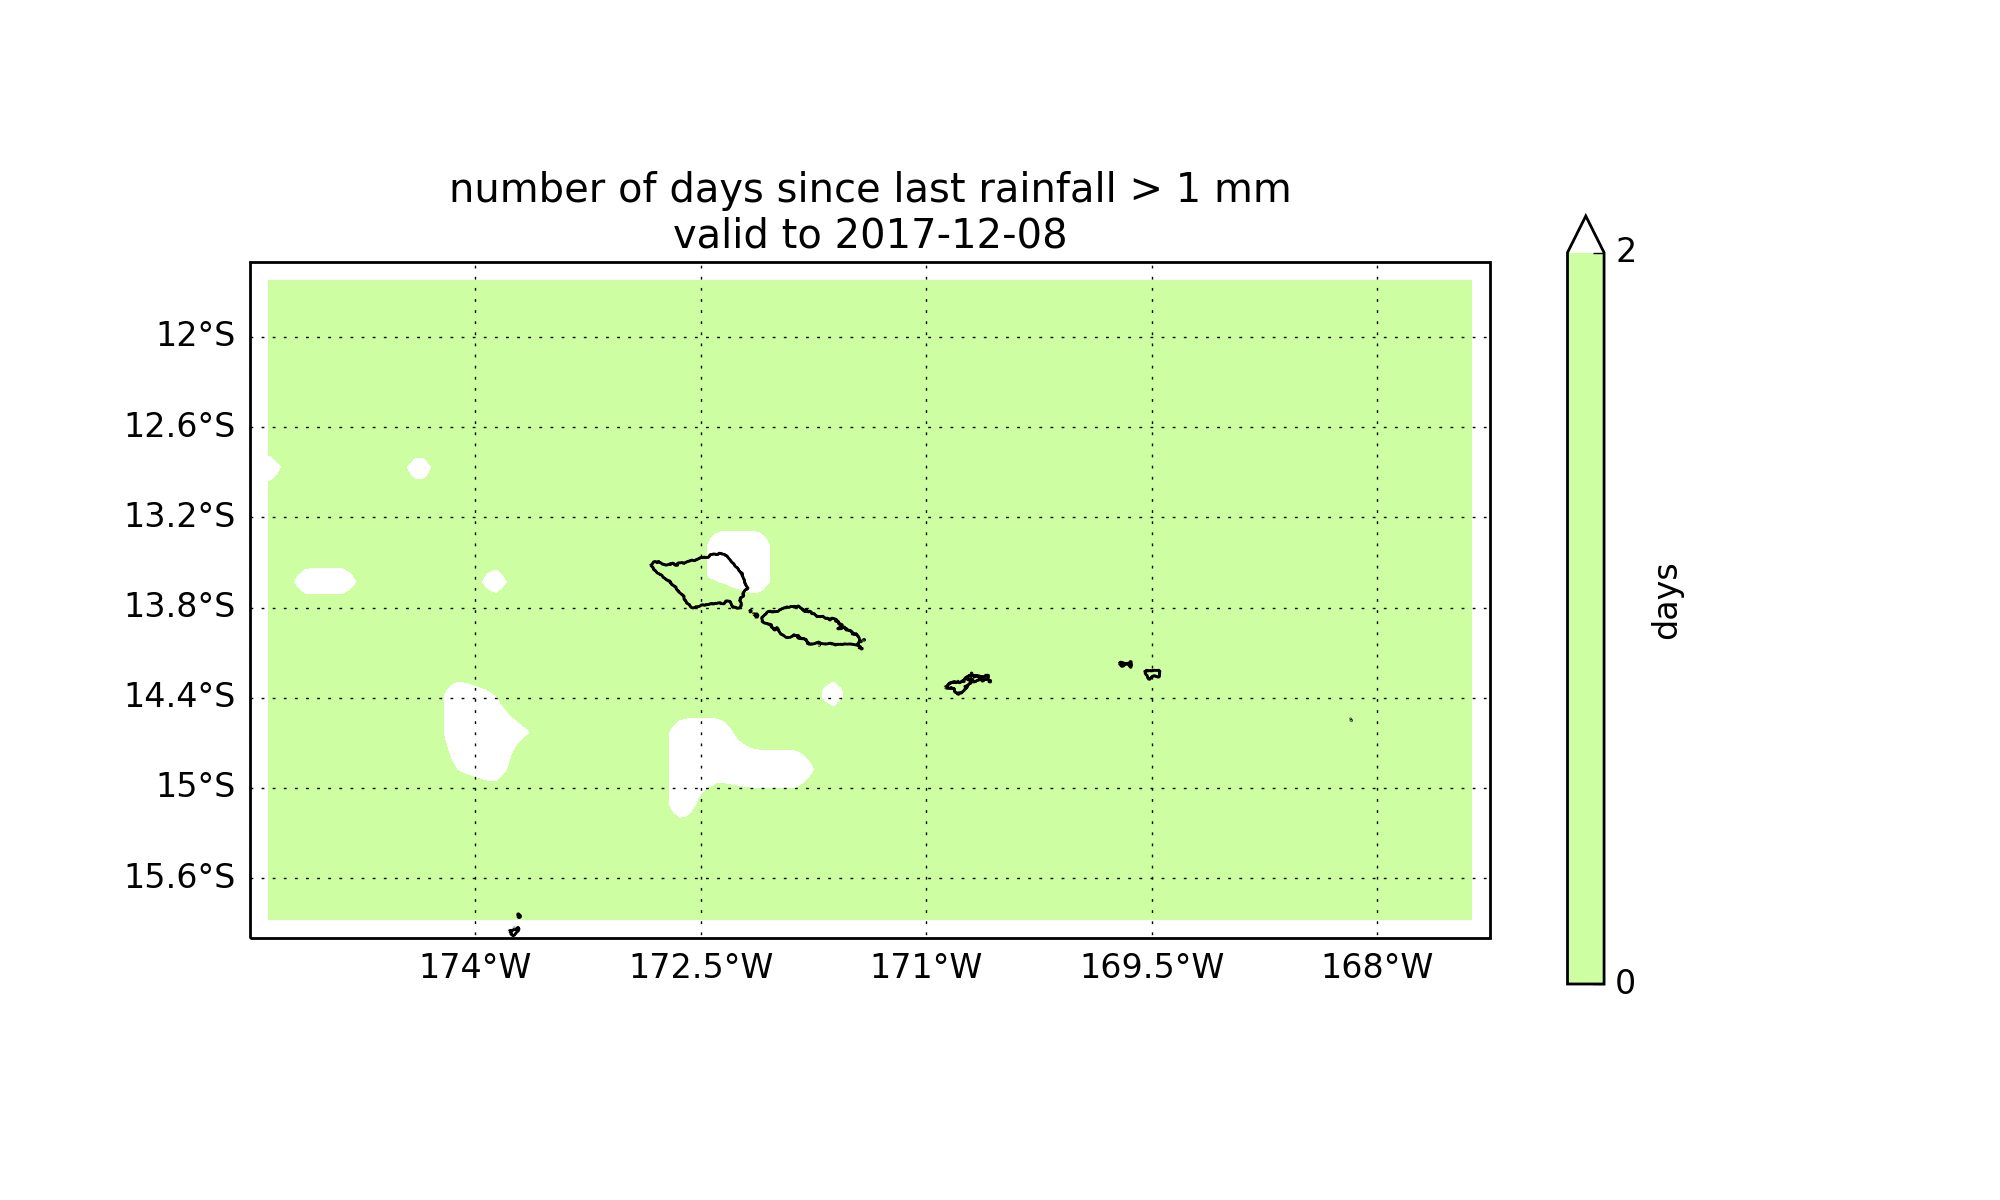 number of days since last rainfall > 1 mm
valid to 2017-12-08
2
12°S
12.6°S
13.2°S
13.8°S
14.4°S
15°S
15.6°S
days
174°W
172.5°W
171°W
169.5°W
168°W
0